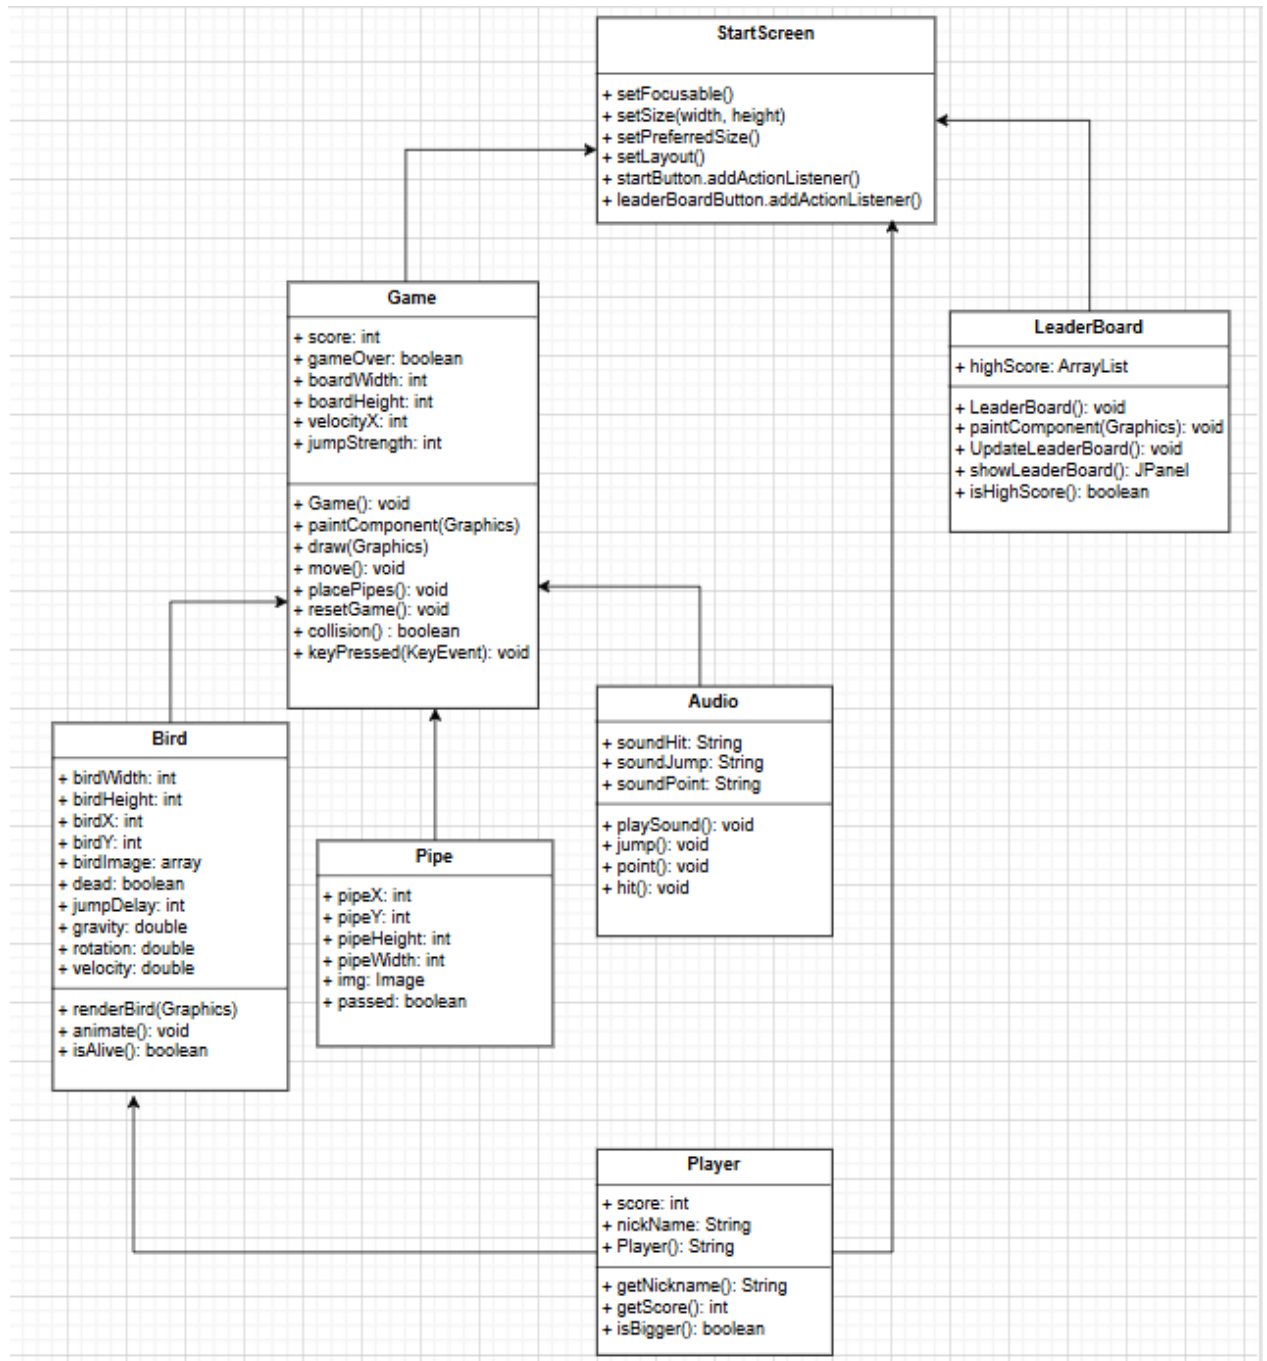 StartScreen
+ setFocusable()
+ setSize(width, height)
+ setPreferredSize()
+ setLayout()
+ startButton.addActionListener()
+ leaderBoardButton.addActionListener()
Game
+ score: int
+ gameOver: boolean
+ boardWidth: int
+ boardHeight: int
+ velocityX: int
+ jumpStrength: int
+ Game(): void
+ paintComponent(Graphics)
+ draw(Graphics)
+ move(): void
+ placePipes(): void
+ resetGame(): void
+ collision() : boolean
+ keyPressed(KeyEvent): void
LeaderBoard
+ highScore: ArrayList
+ LeaderBoard(): void
+ paintComponent(Graphics): void
+ UpdateLeaderBoard(): void
+ showLeaderBoard(): JPanel
+ isHighScore(): boolean
Bird
+ birdWidth: int
+ birdHeight: int
+ birdX: int
+ birdY: int
+ birdImage: array
+ dead: boolean
+ jumpDelay: int
+ gravity: double
+ rotation: double
+ velocity: double
+ renderBird(Graphics)
+ animate(): void
+ isAlive(): boolean
Pipe
+ pipeX: int
+ pipeY: int
+ pipeHeight: int
+ pipeWidth: int
+ img: Image
+ passed: boolean
Audio
+ soundHit: String
+ soundJump: String
+ soundPoint: String
+ playSound(): void
+ jump(): void
+ point(): void
+ hit(): void
Player
+ score: int
+ nickName: String
+ Player(): String
+ getNickname(): String
+ getScore(): int
+ isBigger(): boolean